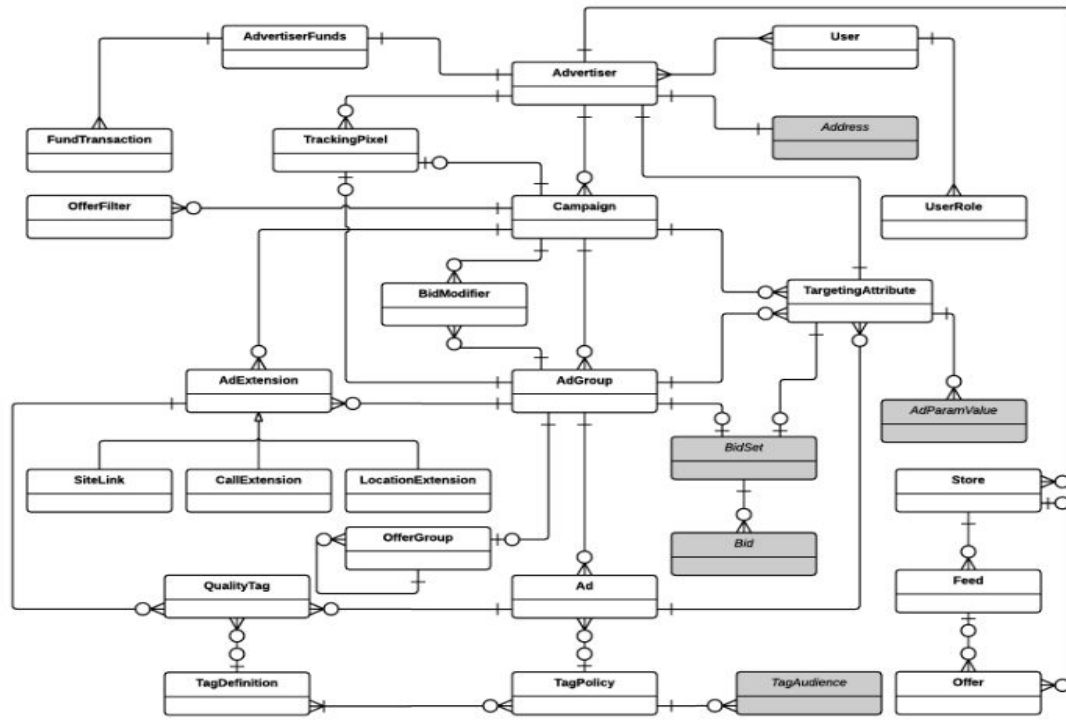 AdvertiserFunds
User
Advertiser
FundTransaction
TrackingPixel
Address
OfferFilter
Campaign
UserRole
BidModifier
TargetingAttribute
AdExtension
AdGroup
AdParamValue
BidSet
SiteLink
CallExtension
LocationExtension
Store
OfferGroup
Bid
QualityTag
Ad
Feed
TagDefinition
TagPolicy
TagAudience
Offer